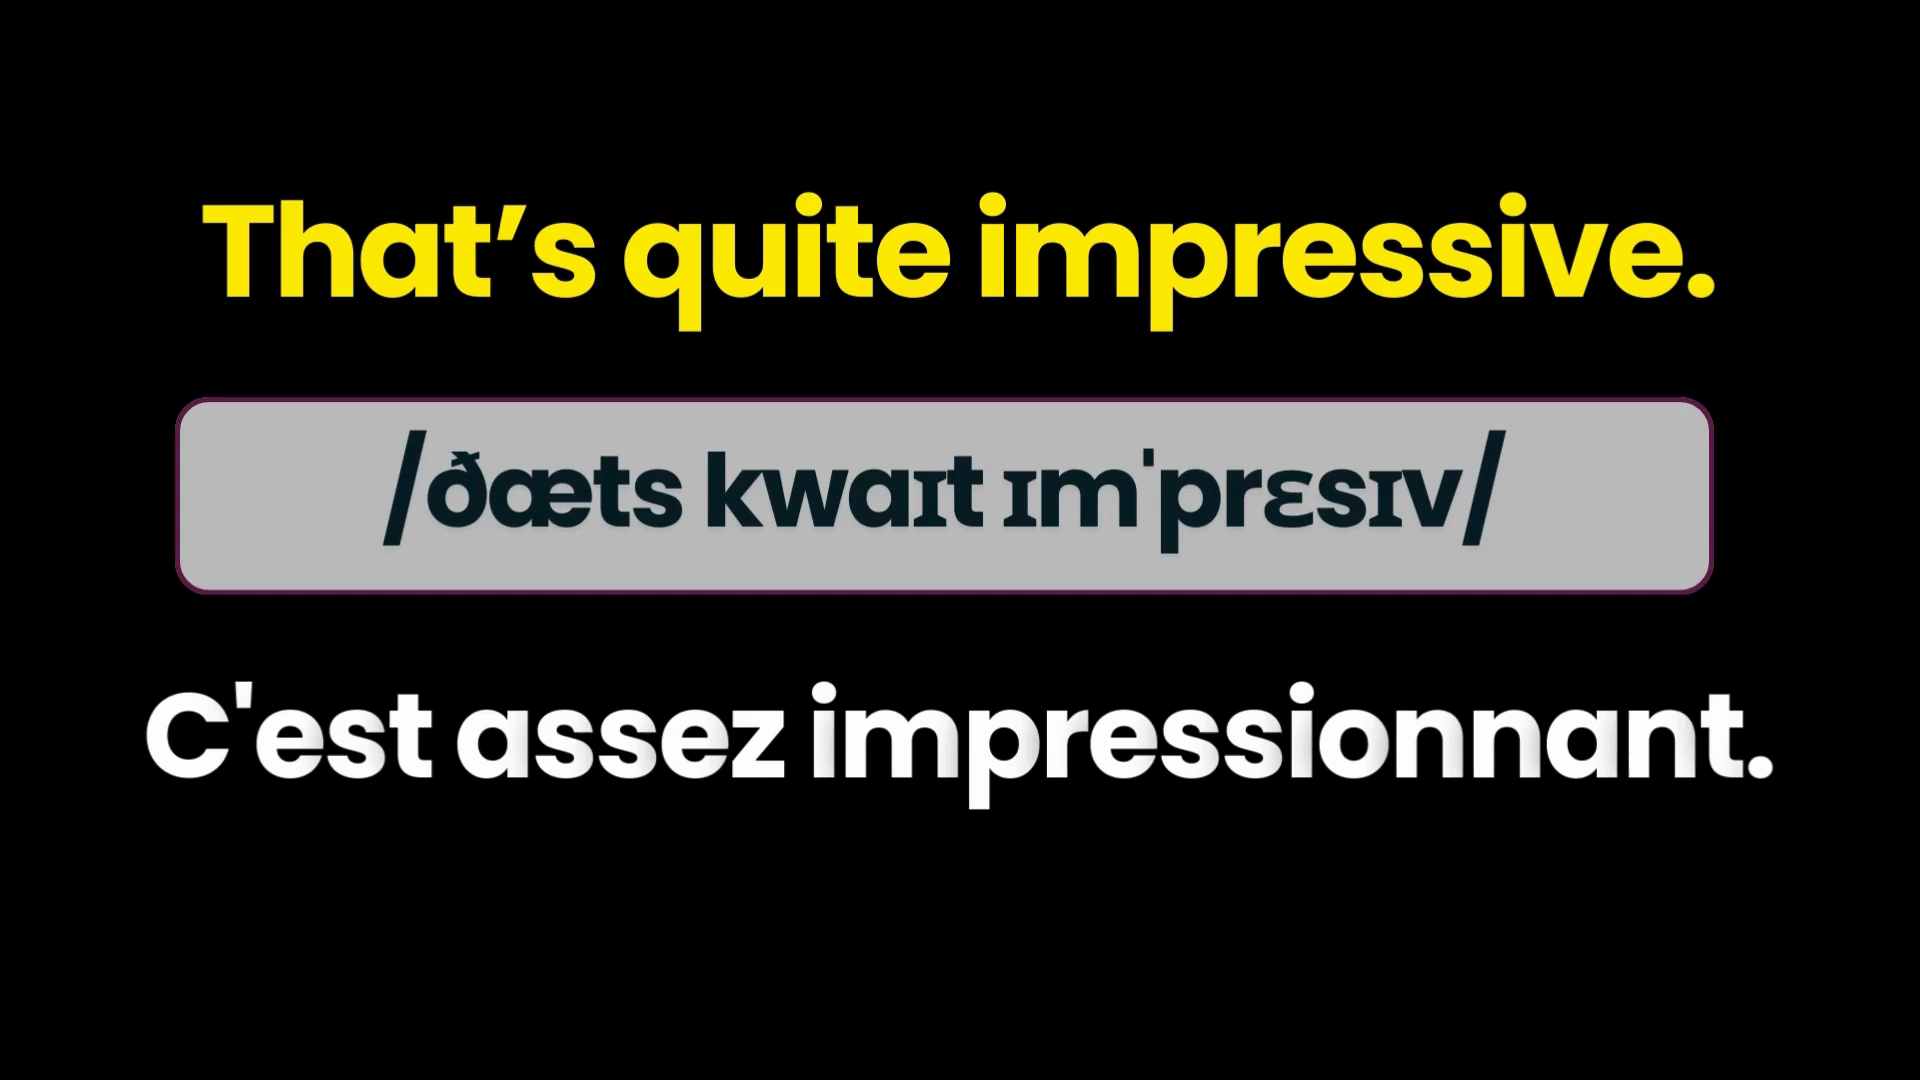 That’s quite impressive.
/ðæts kwaɪt ɪmˈprɛsɪv/
C'est assez impressionnant.